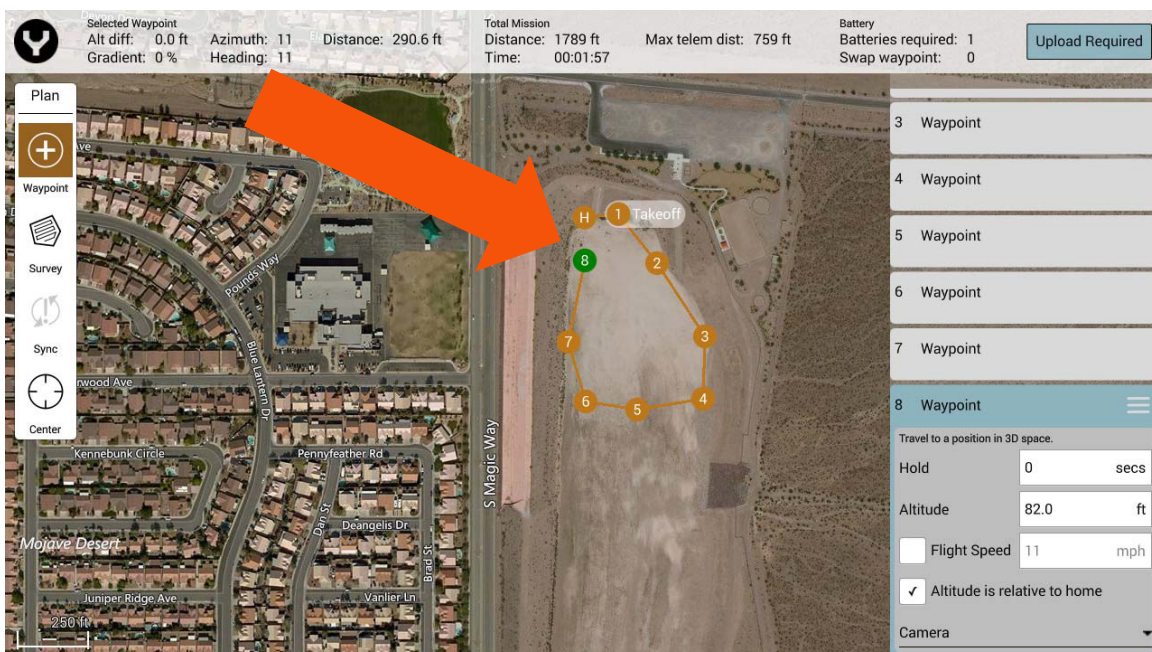 Selected Waypoint
Alt diff: 0.0 ft Azimuth: 11 Distance: 290.6 ft
Gradient: 0 % Heading: 11
Total Mission
Distance: 1789 ft Max telem dist: 759 ft
Time: 00:01:57
Battery
Batteries required: 1
Swap waypoint: 0
Upload Required
Plan
Waypoint
Survey
Sync
Center
Pounds Way
Blue Lantern Dr
rwood Ave
Kennebunk Circle
Pennyfeather Rd
Dan St
Deangelis Dr
Brad St
Mojave Desert
Juniper Ridge Ave
Vanlier Ln
250 ft
S Magic Way
H
1 Takeoff
8
2
7
3
6
5
4
3 Waypoint
4 Waypoint
5 Waypoint
6 Waypoint
7 Waypoint
8 Waypoint
Travel to a position in 3D space.
Hold 0 secs
Altitude 82.0 ft
Flight Speed 11 mph
Altitude is relative to home
Camera